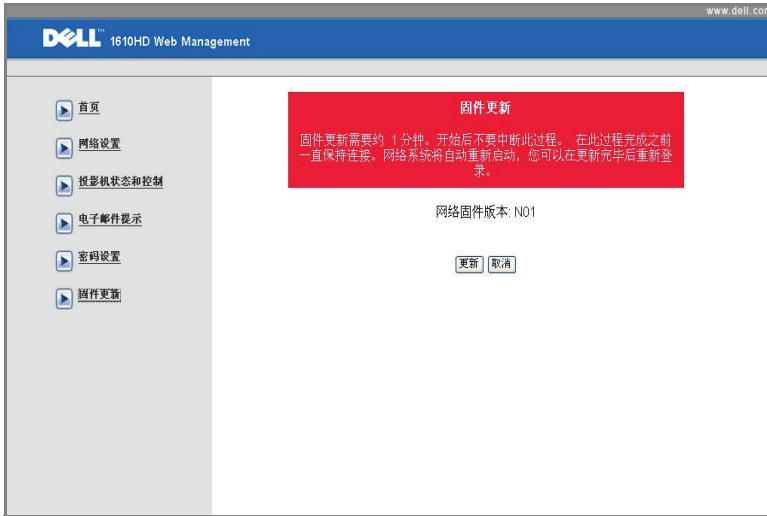 www.dell.com
DELL™ 1610HD Web Management
首页
网络设置
投影机状态和控制
电子邮件提示
密码设置
固件更新
固件更新
固件更新需要约 1分钟。开始后不要中断此过程。 在此过程完成之前
一直保持连接。网络系统将自动重新启动，您可以在更新完毕后重新登
录。
网络固件版本: N01
更新 取消